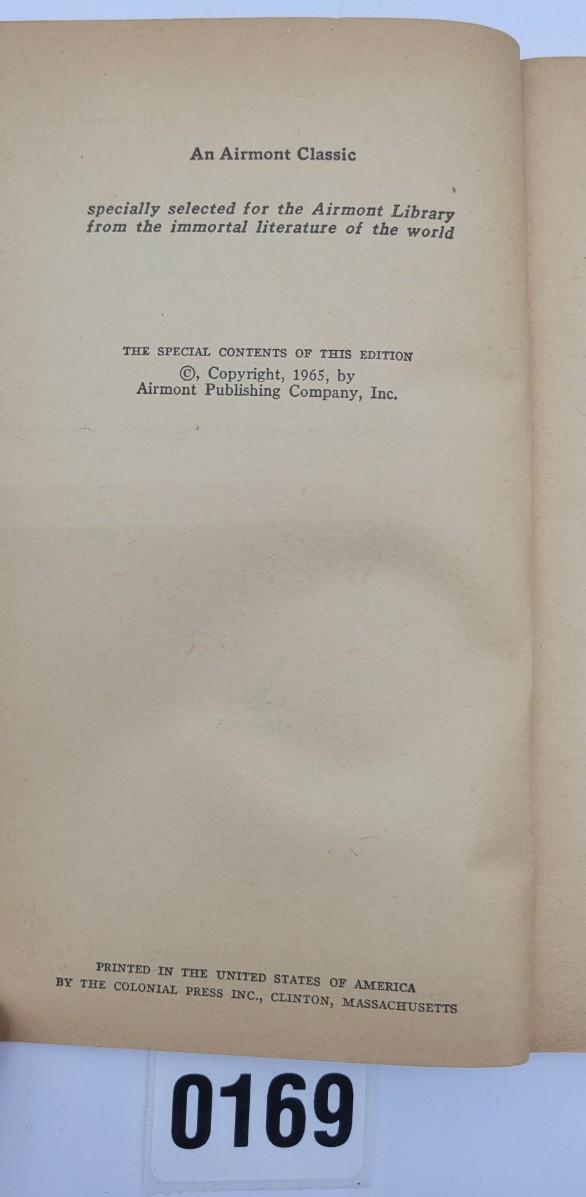 An Airmont Classic
specially selected for the Airmont Library
from the immortal literature of the world
THE SPECIAL CONTENTS OF THIS EDITION
©, Copyright, 1965, by
Airmont Publishing Company, Inc.
PRINTED IN THE UNITED STATES OF AMERICA
BY THE COLONIAL PRESS INC., CLINTON, MASSACHUSETTS
0169